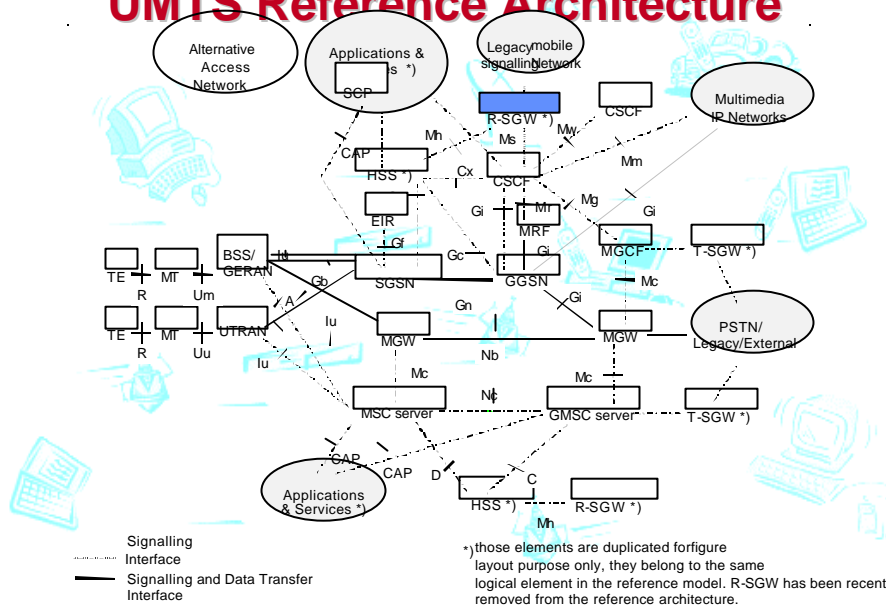 UMTS Reference Architecture
Alternative
Access
Network
Applications &
es *)
SCP
Legacy mobile
signalling Network
R-SGW *)
CSCF
Multimedia
IP Networks
Mh
Ms
Mw
CAP
HSS *)
Cx
CSCF
Mm
EIR
Gi
Mr
MRF
Mg
Gi
Gf
Gc
Gi
MGCF
T-SGW *)
TE
R
MT
Um
BSS/
GERAN
Iu
Gb
SGSN
GGSN
Mc
A
Gn
Gi
TE
R
MT
Uu
UTRAN
Iu
Iu
MGW
Nb
MGW
PSTN/
Legacy/External
Mc
Mc
Nc
MSC server
GMSC server
T-SGW *)
CAP
CAP
D
C
Applications
& Services *)
HSS *)
Mh
R-SGW *)
Signalling
Interface
Signalling and Data Transfer
Interface
*) those elements are duplicated forfigure
layout purpose only, they belong to the same
logical element in the reference model. R-SGW has been recent
removed from the reference architecture.